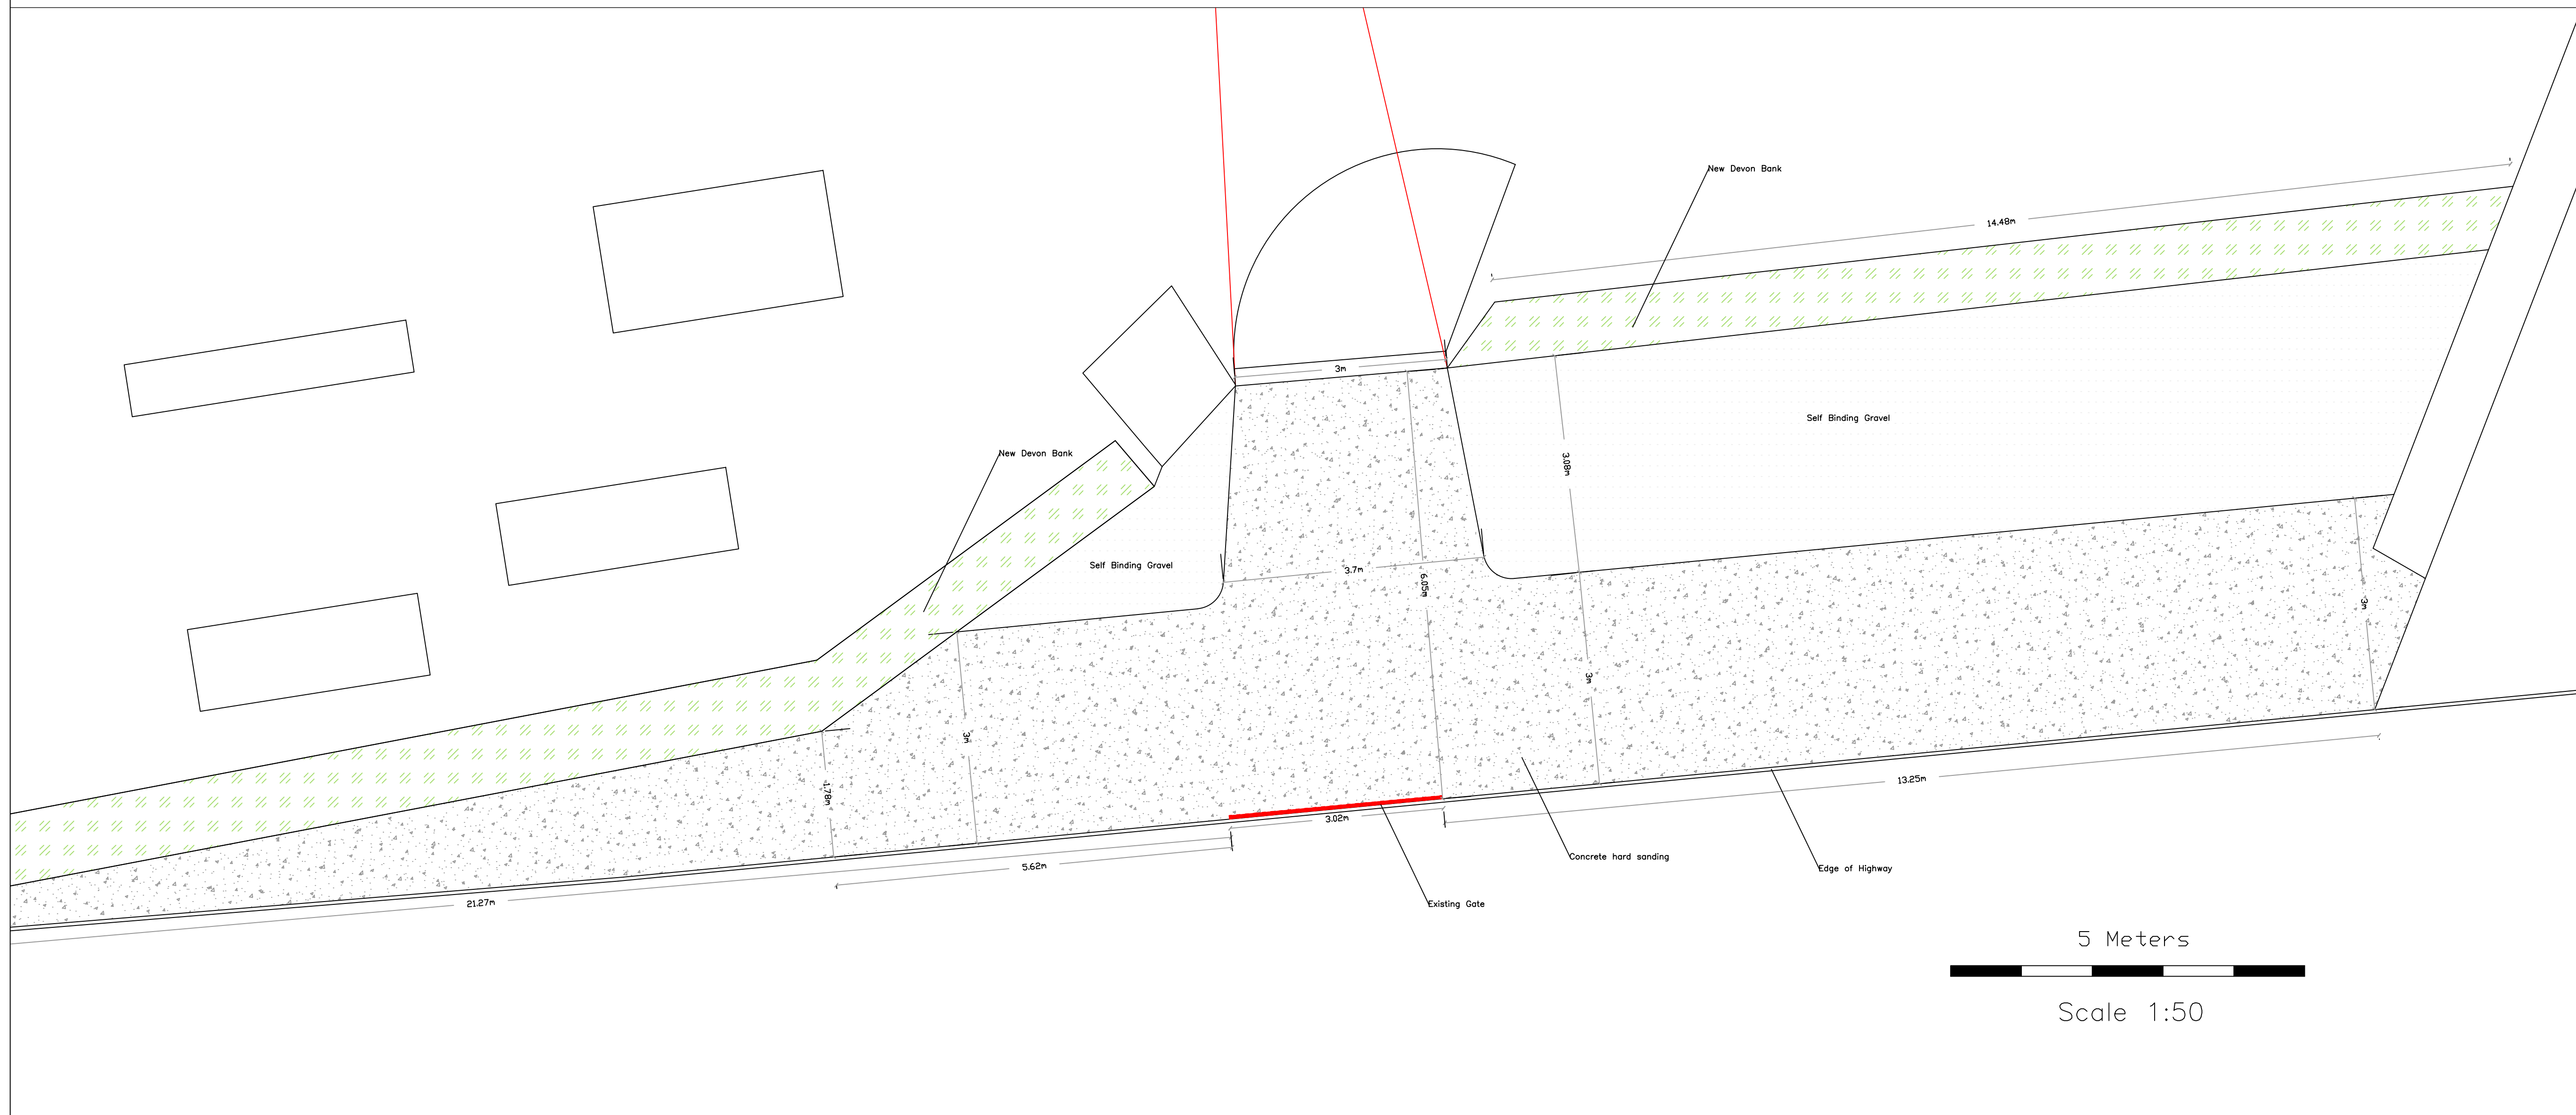 New Devon Bank
14.48m
3m
Self Binding Gravel
New Devon Bank
3.08m
Self Binding Gravel
3.7m
6.05m
3m
3m
3m
1.78m
13.25m
3.02m
Concrete hard sanding
5.62m
Edge of Highway
21.27m
Existing Gate
5 Meters
Scale 1:50